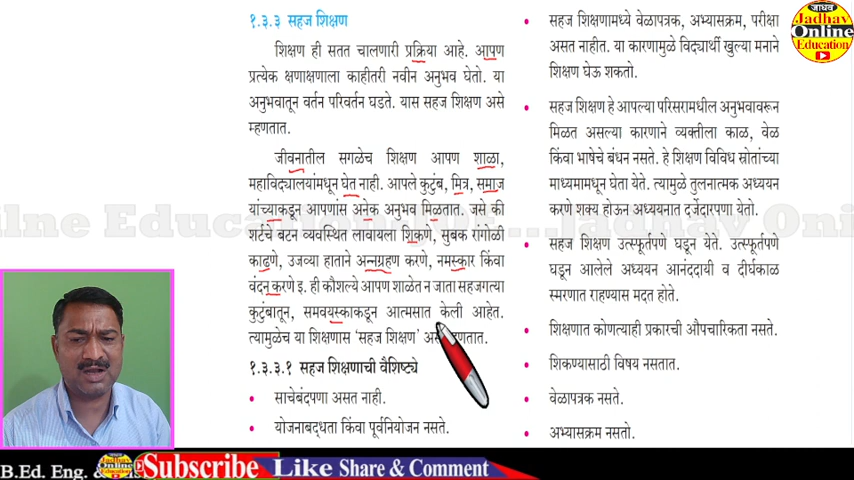 १.३.३ सहज शिक्षण
शिक्षण ही सतत चालणारी प्रक्रिया आहे. आपण
प्रत्येक क्षणाक्षणाला काहीतरी नवीन अनुभव घेतो. या
अनुभवातून वर्तन परिवर्तन घडते. यास सहज शिक्षण असे
म्हणतात.
जीवनातील सगळेच शिक्षण आपण शाळा,
महाविद्यालयांमधून घेत नाही. आपले कुटुंब, मित्र, समाज
यांच्याकडून आपणांस अनेक अनुभव मिळतात. जसे की
शर्टचे बटन व्यवस्थित लावायला शिकणे, सुबक रांगोळी
काढणे, उजव्या हाताने अन्नग्रहण करणे, नमस्कार किंवा
वंदन करणे इ. ही कौशल्ये आपण शाळेत न जाता सहजगत्या
कुटुंबातून, समवयस्काकडून आत्मसात केली आहेत.
त्यामुळेच या शिक्षणास ‘सहज शिक्षण’ म्हणतात.
१.३.३.१ सहज शिक्षणाची वैशिष्ट्ये
• साचेबंदपणा असत नाही.
• योजनाबद्धता किंवा पूर्वनियोजन नसते.
• सहज शिक्षणामध्ये वेळापत्रक, अभ्यासक्रम, परीक्षा
असत नाहीत. या कारणामुळे विद्यार्थी खुल्या मनाने
शिक्षण घेऊ शकतो.
• सहज शिक्षण हे आपल्या परिसरामधील अनुभवावरून
मिळत असल्या कारणाने व्यक्तीला काळ, वेळ
किंवा भाषेचे बंधन नसते. हे शिक्षण विविध स्रोतांच्या
माध्यमामधून घेता येते. त्यामुळे तुलनात्मक अध्ययन
करणे शक्य होऊन अध्ययनात दर्जेदारपणा येतो.
• सहज शिक्षण उत्स्फूर्तपणे घडून येते. उत्स्फूर्तपणे
घडून आलेले अध्ययन आनंददायी व दीर्घकाळ
स्मरणात राहण्यास मदत होते.
• शिक्षणात कोणत्याही प्रकारची औपचारिकता नसते.
• शिकण्यासाठी विषय नसतात.
• वेळापत्रक नसते.
• अभ्यासक्रम नसतो.
जाधव
Jadhav
Online
Education
B.Ed. Eng. &
Subscribe Like Share & Comment